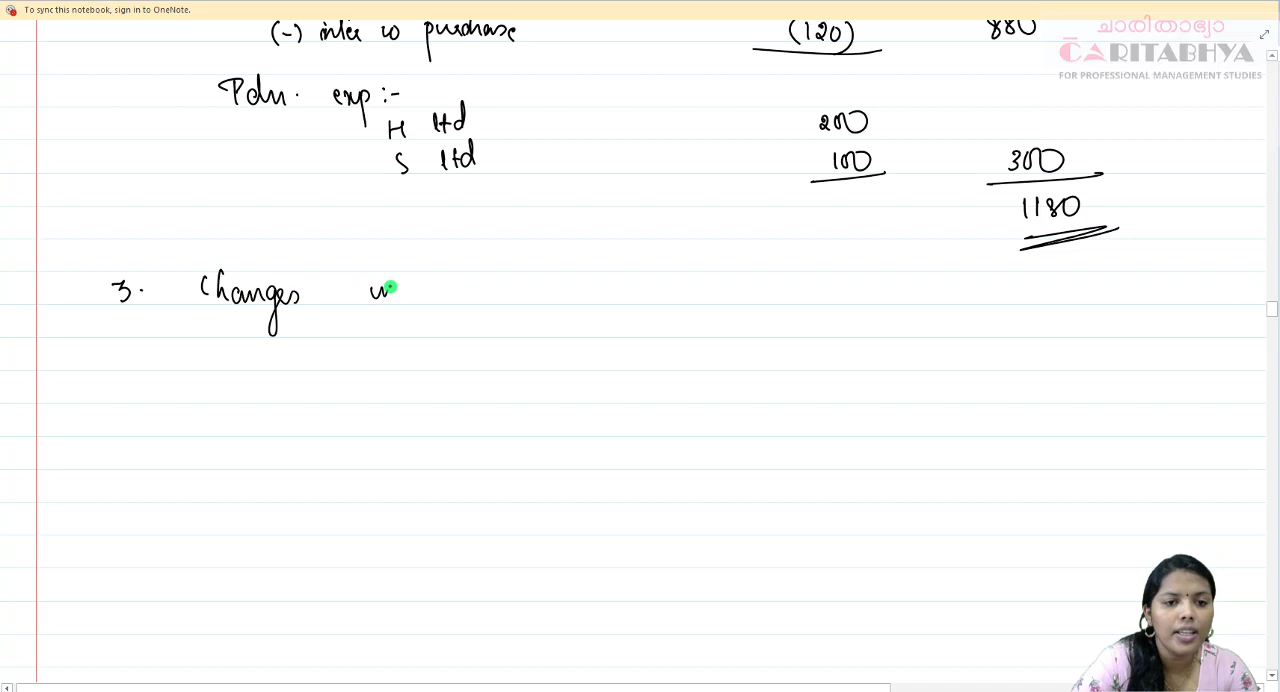 To sync this notebook, sign in to OneNote.
(-) inter co purchase (120) 880
ചാരിതാഭ്യാ
CARITABHYA
FOR PROFESSIONAL MANAGEMENT STUDIES
Pdn. exp :-
H ltd 200
S ltd 100 300
1180
3. Changes